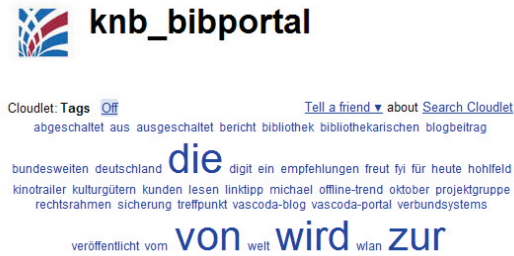 knb_bibportal
Cloudlet: Tags Off Tell a friend ▼ about Search Cloudlet
abgeschaltet aus ausgeschaltet bericht bibliothek bibliothekarischen blogbeitrag
bundesweiten deutschland die digit ein empfehlungen freut fyi für heute hohlfeld
kinotrailer kulturgütern kunden lesen linktipp michael offline-trend oktober projektgruppe
rechtsrahmen sicherung treffpunkt vascoda-blog vascoda-portal verbundsystems
veröffentlicht vom von welt wird wlan zur